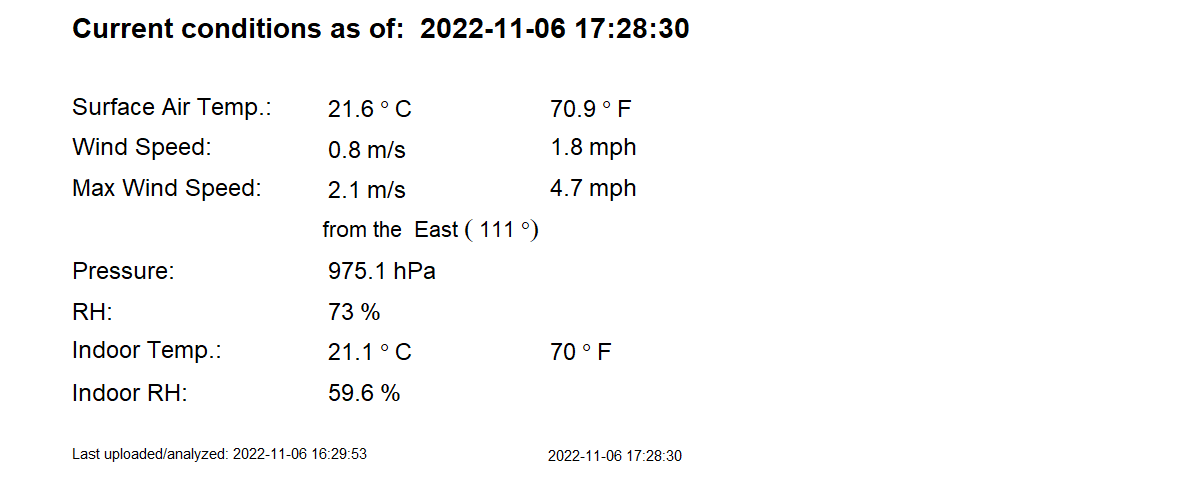 Current conditions as of:  2022-11-06 17:28:30
Surface Air Temp.: 21.6 ° C 70.9 ° F
Wind Speed: 0.8 m/s 1.8 mph
Max Wind Speed: 2.1 m/s 4.7 mph
from the  East ( 111 °)
Pressure: 975.1 hPa
RH: 73 %
Indoor Temp.: 21.1 ° C 70 ° F
Indoor RH: 59.6 %
Last uploaded/analyzed: 2022-11-06 16:29:53 2022-11-06 17:28:30